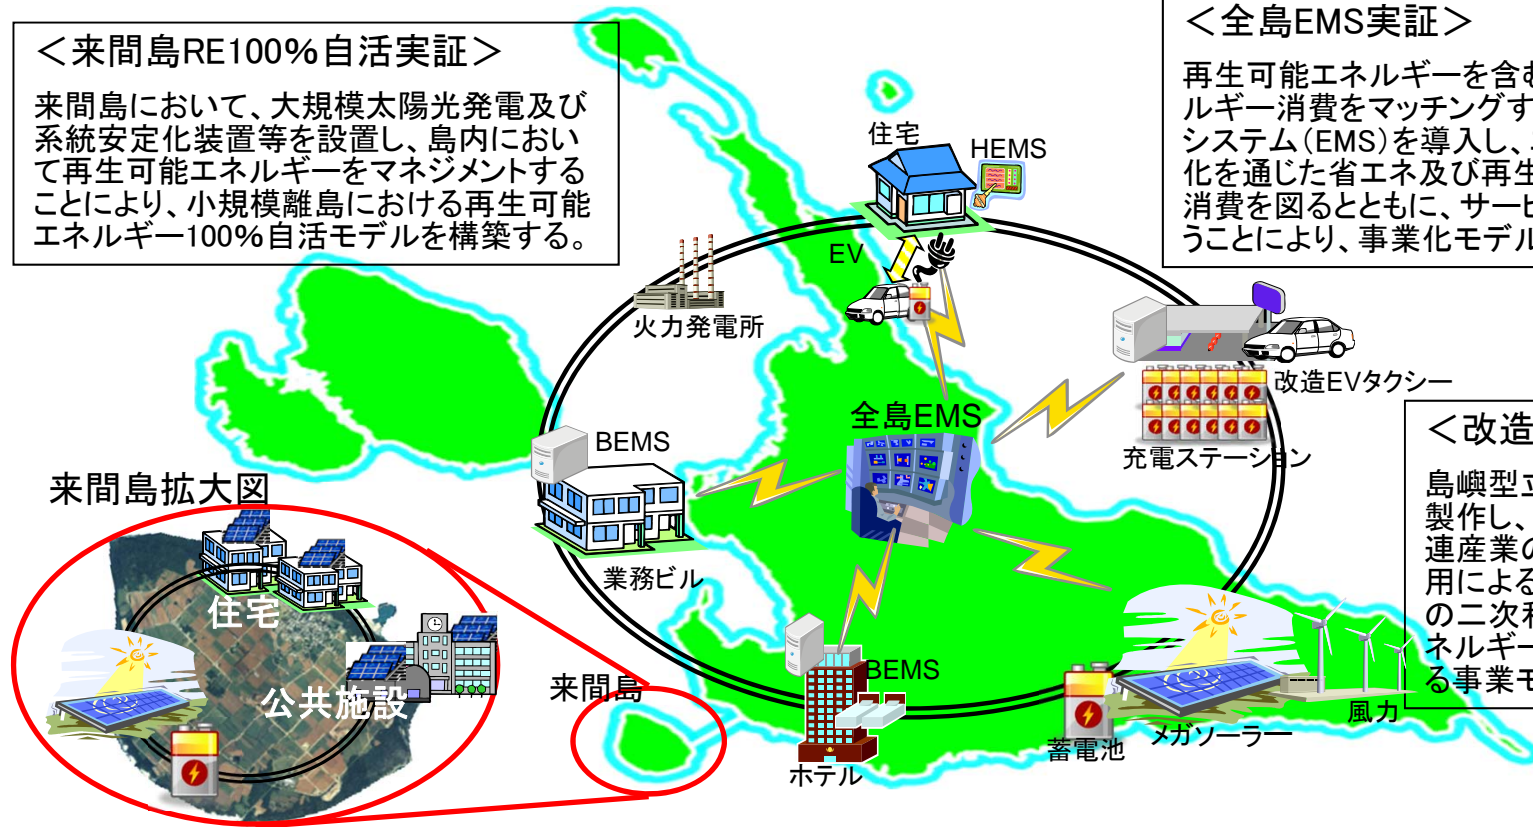 ＜来間島RE100%自活実証＞
来間島において、大規模太陽光発電及び
系統安定化装置等を設置し、島内におい
て再生可能エネルギーをマネジメントする
ことにより、小規模離島における再生可能
エネルギー100%自活モデルを構築する。
＜全島EMS実証＞
再生可能エネルギーを含む
ルギー消費をマッチングす
システム（EMS）を導入し、
化を通じた省エネ及び再生
消費を図るとともに、サービ
うことにより、事業化モデル
住宅
HEMS
EV
火力発電所
改造EVタクシー
充電ステーション
全島EMS
BEMS
業務ビル
＜改造
島嶼型立
製作し、
連産業の
用による
の二次利
ネルギー
る事業モ
来間島拡大図
住宅
公共施設
来間島
BEMS
ホテル
蓄電池
メガソーラー
風力